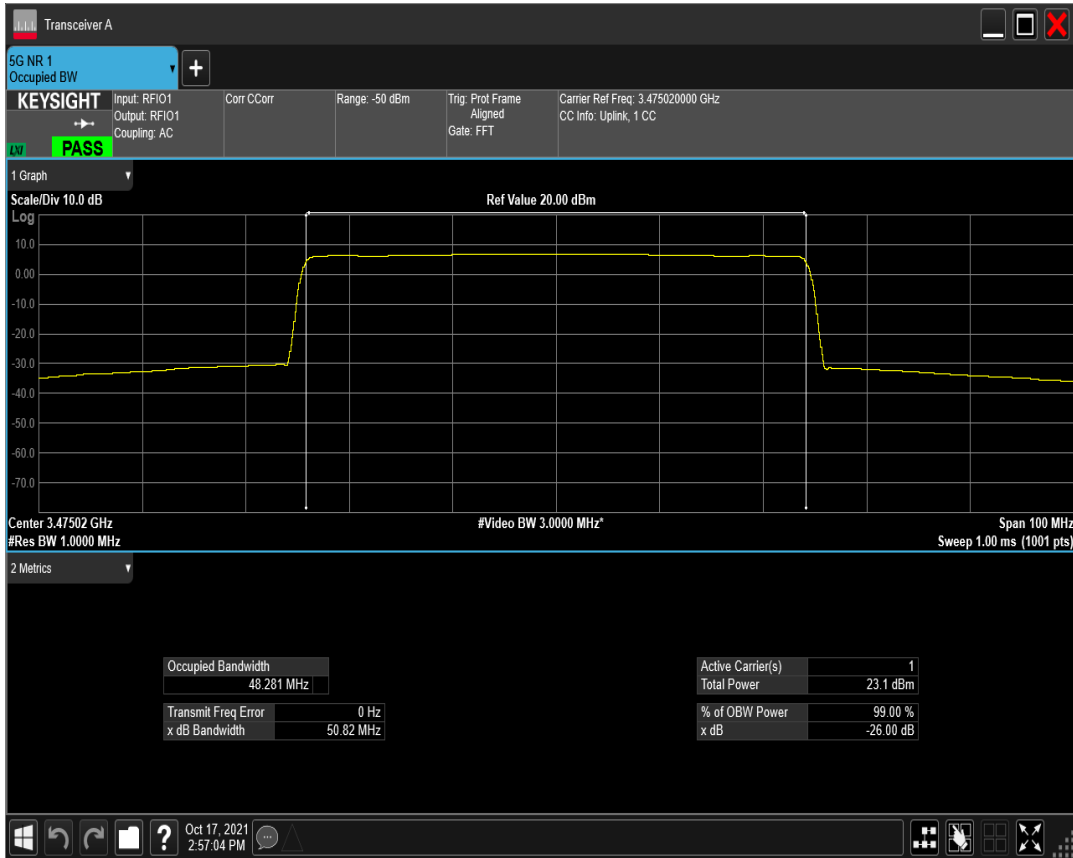 Transceiver A
5G NR 1
Occupied BW
+
KEYSIGHT
LXI
PASS
Input: RFIO1
Output: RFIO1
Coupling: AC
Corr CCorr
Range: -50 dBm
Trig: Prot Frame
Aligned
Gate: FFT
Carrier Ref Freq: 3.475020000 GHz
CC Info: Uplink, 1 CC
1 Graph
Scale/Div 10.0 dB
Ref Value 20.00 dBm
Log
10.0
0.00
-10.0
-20.0
-30.0
-40.0
-50.0
-60.0
-70.0
Center 3.47502 GHz
#Video BW 3.0000 MHz*
Span 100 MHz
#Res BW 1.0000 MHz
Sweep 1.00 ms (1001 pts)
2 Metrics
Occupied Bandwidth
48.281 MHz
Transmit Freq Error 0 Hz
x dB Bandwidth 50.82 MHz
Active Carrier(s) 1
Total Power 23.1 dBm
% of OBW Power 99.00 %
x dB -26.00 dB
?
Oct 17, 2021
2:57:04 PM